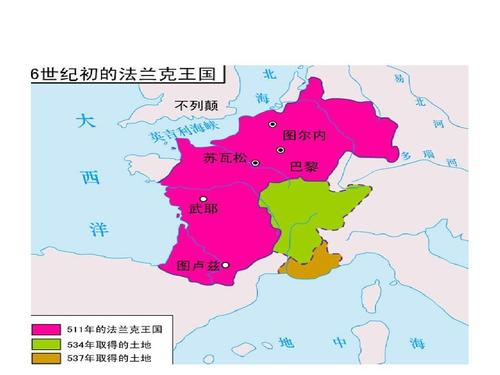 6世纪初的法兰克王国
北海
不列颠
易北河
大西洋
英吉利海峡
图尔内
苏瓦松
巴黎
多瑙河
武耶
图卢兹
511年的法兰克王国
534年取得的土地
537年取得的土地
地中海